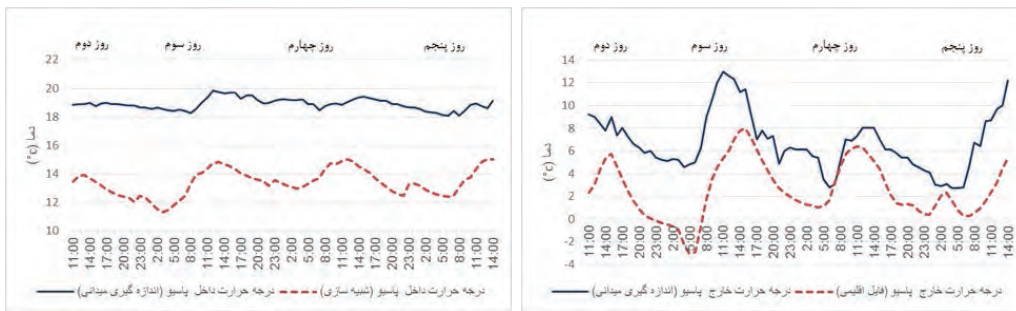 روز دوم روز سوم روز چهارم روز پنجم
22
20
18
16
14
12
10
دما (°c)
11:00 14:00 17:00 20:00 23:00 2:00 5:00 8:00 11:00 14:00 17:00 20:00 23:00 2:00 5:00 8:00 11:00 14:00 17:00 20:00 23:00 2:00 5:00 8:00 11:00 14:00
درجه حرارت داخل پاسیو (اندازه گیری میدانی) درجه حرارت داخل پاسیو (شبیه سازی)
روز دوم روز سوم روز چهارم روز پنجم
14
12
10
8
6
4
2
0
-2
-4
دما (°c)
11:00 14:00 17:00 20:00 23:00 2:00 5:00 8:00 11:00 14:00 17:00 20:00 23:00 2:00 5:00 8:00 11:00 14:00 17:00 20:00 23:00 2:00 5:00 8:00 11:00 14:00
درجه حرارت خارج پاسیو (اندازه گیری میدانی) درجه حرارت خارج پاسیو (فایل اقلیمی)